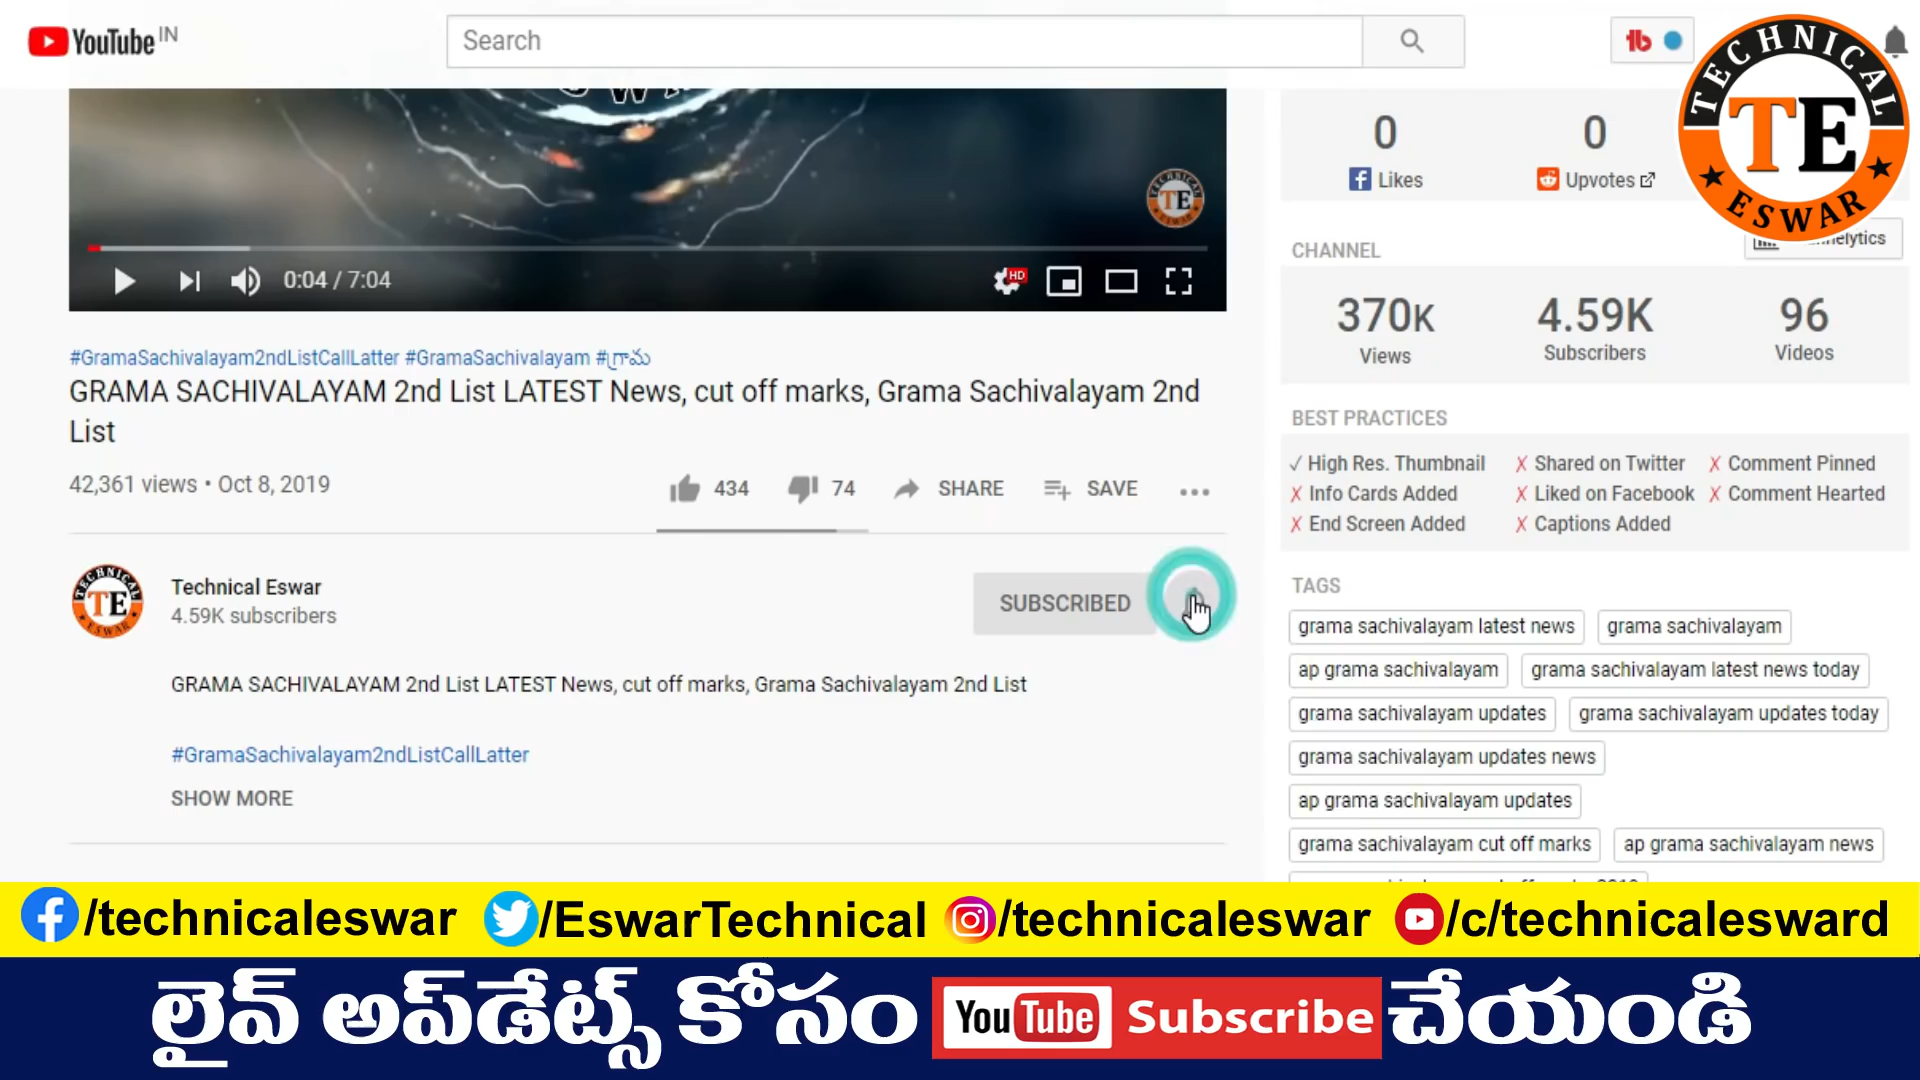 YouTube IN
Search
TECHNICAL
TE
ESWAR
0
Likes
0
Upvotes
TECHNICAL
TE
ESWAR
0:04 / 7:04
HD
CHANNEL
370K
Views
4.59K
Subscribers
96
Videos
#GramaSachivalayam2ndListCallLatter #GramaSachivalayam #గ్రామ
GRAMA SACHIVALAYAM 2nd List LATEST News, cut off marks, Grama Sachivalayam 2nd
List
42,361 views • Oct 8, 2019
434
74
SHARE
SAVE
BEST PRACTICES
✓ High Res. Thumbnail
✗ Shared on Twitter
✗ Comment Pinned
✗ Info Cards Added
✗ Liked on Facebook
✗ Comment Hearted
✗ End Screen Added
✗ Captions Added
TECHNICAL
TE
ESWAR
Technical Eswar
4.59K subscribers
SUBSCRIBED
GRAMA SACHIVALAYAM 2nd List LATEST News, cut off marks, Grama Sachivalayam 2nd List
#GramaSachivalayam2ndListCallLatter
SHOW MORE
TAGS
grama sachivalayam latest news
grama sachivalayam
ap grama sachivalayam
grama sachivalayam latest news today
grama sachivalayam updates
grama sachivalayam updates today
grama sachivalayam updates news
ap grama sachivalayam updates
grama sachivalayam cut off marks
ap grama sachivalayam news
/technicaleswar
/EswarTechnical
/technicaleswar
/c/technicalesward
లైవ్ అప్‌డేట్స్ కోసం YouTube Subscribe చేయండి